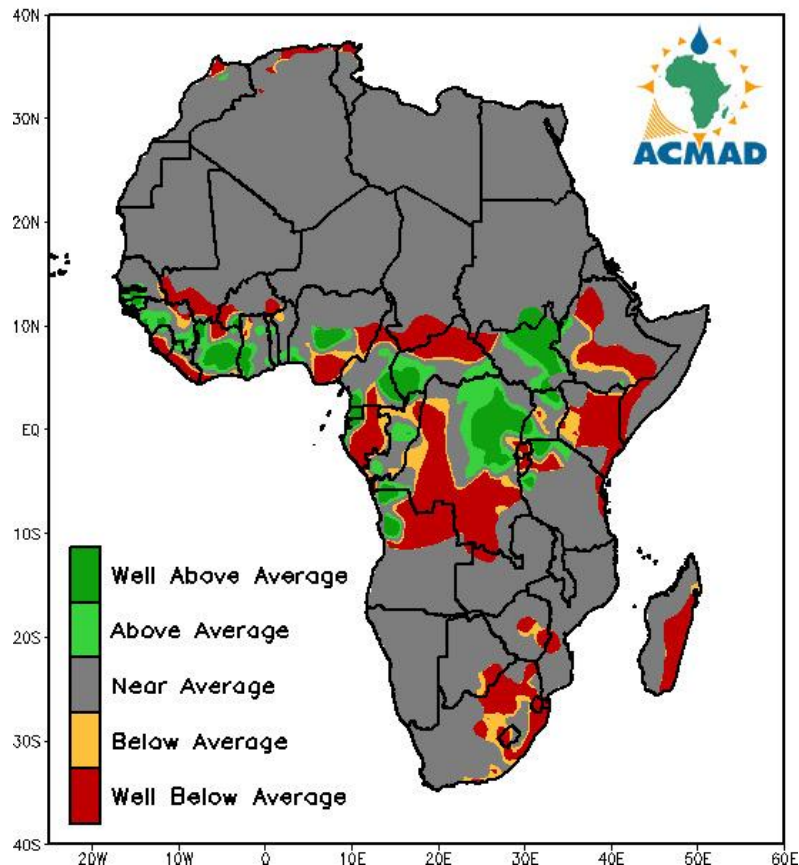 40N
30N
20N
10N
EQ
10S
20S
30S
40S
20W
10W
0
10E
20E
30E
40E
50E
60E
ACMAD
Well Above Average
Above Average
Near Average
Below Average
Well Below Average